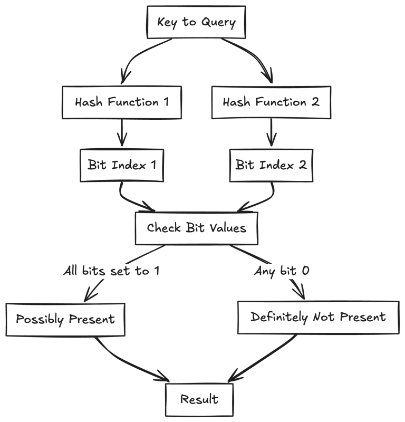 Key to Query
Hash Function 1
Hash Function 2
Bit Index 1
Bit Index 2
Check Bit Values
All bits set to 1
Any bit 0
Possibly Present
Definitely Not Present
Result